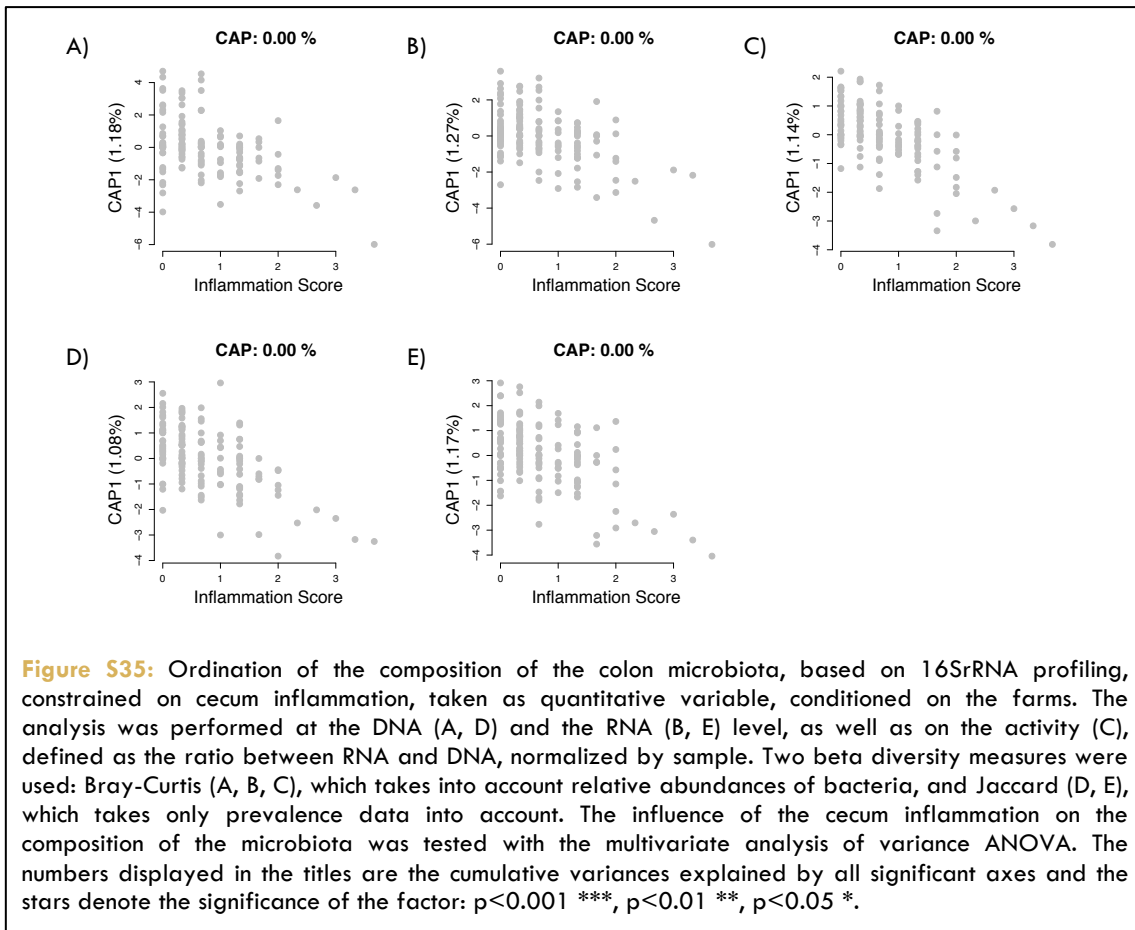 A)
CAP: 0.00 %
B)
CAP: 0.00 %
C)
CAP: 0.00 %
CAP1 (1.18%)
4
2
0
−2
−4
−6
0 1 2 3
Inflammation Score
CAP1 (1.27%)
2
0
−2
−4
−6
0 1 2 3
Inflammation Score
CAP1 (1.14%)
2
1
0
−1
−2
−3
−4
0 1 2 3
Inflammation Score
D)
CAP: 0.00 %
E)
CAP: 0.00 %
CAP1 (1.08%)
3
2
1
0
−1
−2
−3
−4
0 1 2 3
Inflammation Score
CAP1 (1.17%)
3
2
1
0
−1
−2
−3
−4
0 1 2 3
Inflammation Score
Figure S35: Ordination of the composition of the colon microbiota, based on 16SrRNA profiling,
constrained on cecum inflammation, taken as quantitative variable, conditioned on the farms. The
analysis was performed at the DNA (A, D) and the RNA (B, E) level, as well as on the activity (C),
defined as the ratio between RNA and DNA, normalized by sample. Two beta diversity measures were
used: Bray-Curtis (A, B, C), which takes into account relative abundances of bacteria, and Jaccard (D, E),
which takes only prevalence data into account. The influence of the cecum inflammation on the
composition of the microbiota was tested with the multivariate analysis of variance ANOVA. The
numbers displayed in the titles are the cumulative variances explained by all significant axes and the
stars denote the significance of the factor: p<0.001 ***, p<0.01 **, p<0.05 *.